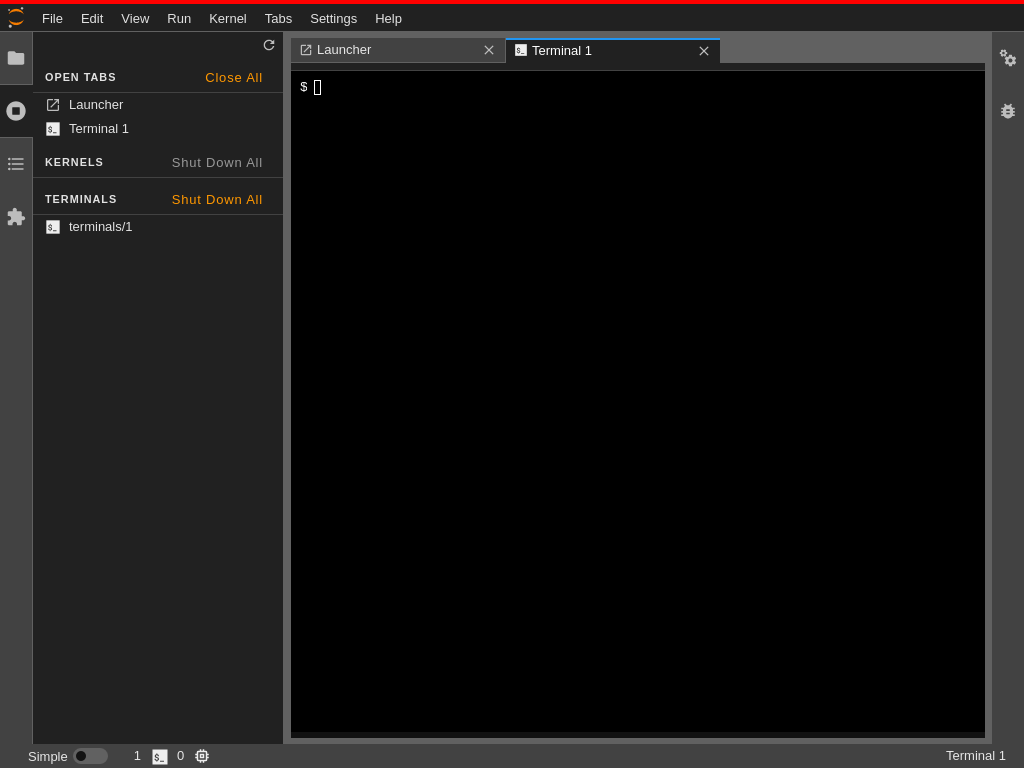 File Edit View Run Kernel Tabs Settings Help
OPEN TABS Close All
Launcher
Terminal 1
KERNELS Shut Down All
TERMINALS Shut Down All
terminals/1
Launcher Terminal 1
$
Simple 1 0 Terminal 1